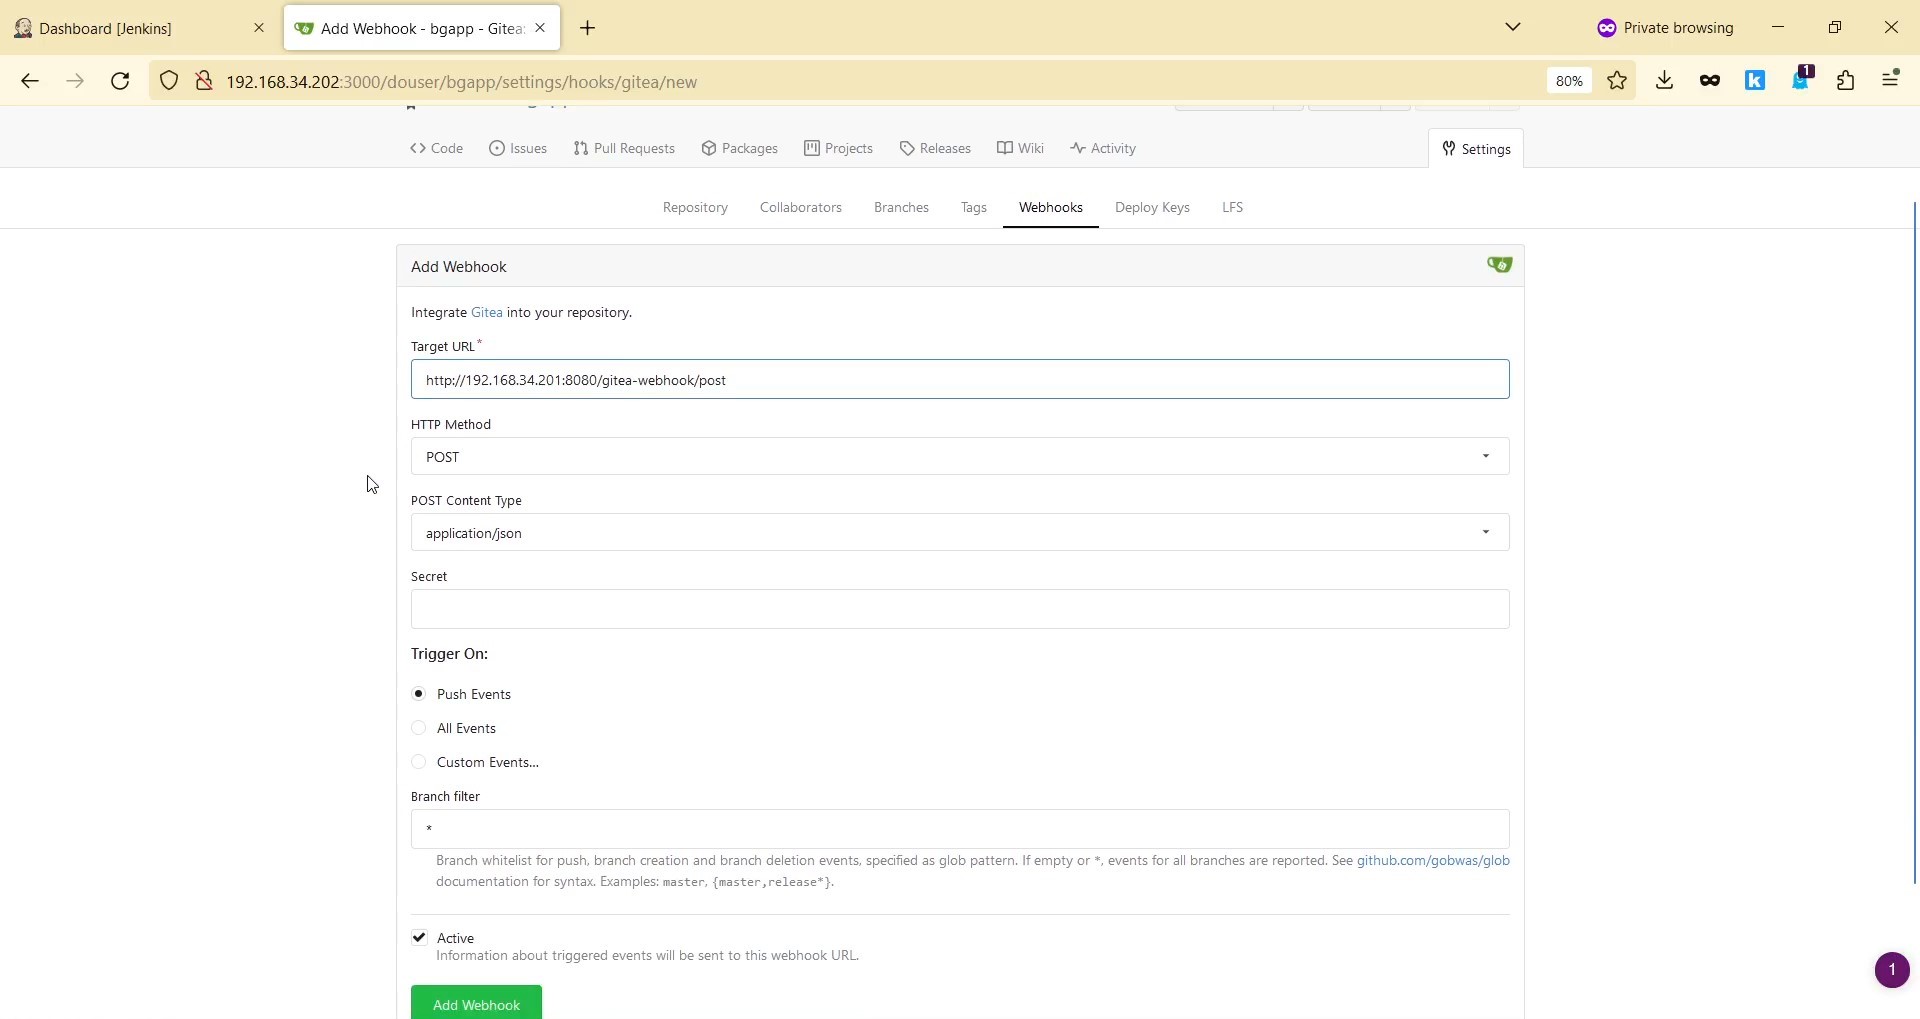 Dashboard [Jenkins]
Add Webhook - bgapp - Gitea:
Private browsing
192.168.34.202:3000/douser/bgapp/settings/hooks/gitea/new
80%
1
Code
Issues
Pull Requests
Packages
Projects
Releases
Wiki
Activity
Settings
Repository
Collaborators
Branches
Tags
Webhooks
Deploy Keys
LFS
Add Webhook
Integrate Gitea into your repository.
Target URL*
http://192.168.34.201:8080/gitea-webhook/post
HTTP Method
POST
POST Content Type
application/json
Secret
Trigger On:
Push Events
All Events
Custom Events...
Branch filter
*
Branch whitelist for push, branch creation and branch deletion events, specified as glob pattern. If empty or *, events for all branches are reported. See github.com/gobwas/glob
documentation for syntax. Examples: master, {master,release*}.
Active
Information about triggered events will be sent to this webhook URL.
Add Webhook
1